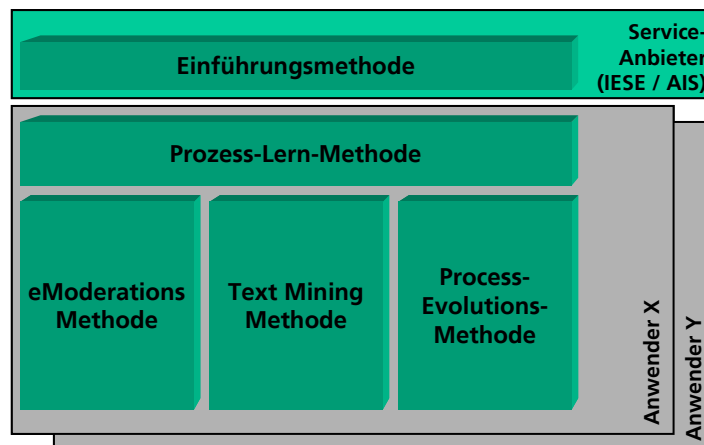 Einführungsmethode
Service-
Anbieter
(IESE / AIS)
Prozess-Lern-Methode
eModerations
Methode
Text Mining
Methode
Process-
Evolutions-
Methode
Anwender X
Anwender Y